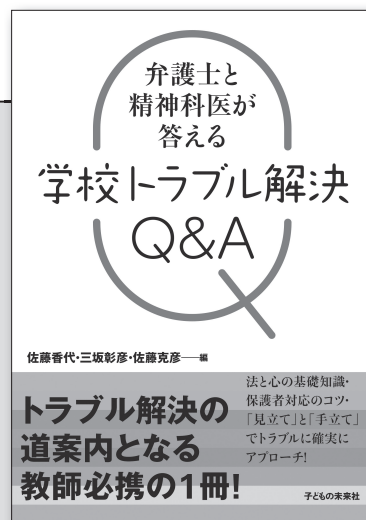 弁護士と
精神科医が
答える
学校トラブル解決
Q&A
佐藤香代・三坂彰彦・佐藤克彦──編
トラブル解決の
道案内となる
教師必携の1冊!
法と心の基礎知識・
保護者対応のコツ・
「見立て」と「手立て」
でトラブルに確実に
アプローチ!
子どもの未来社